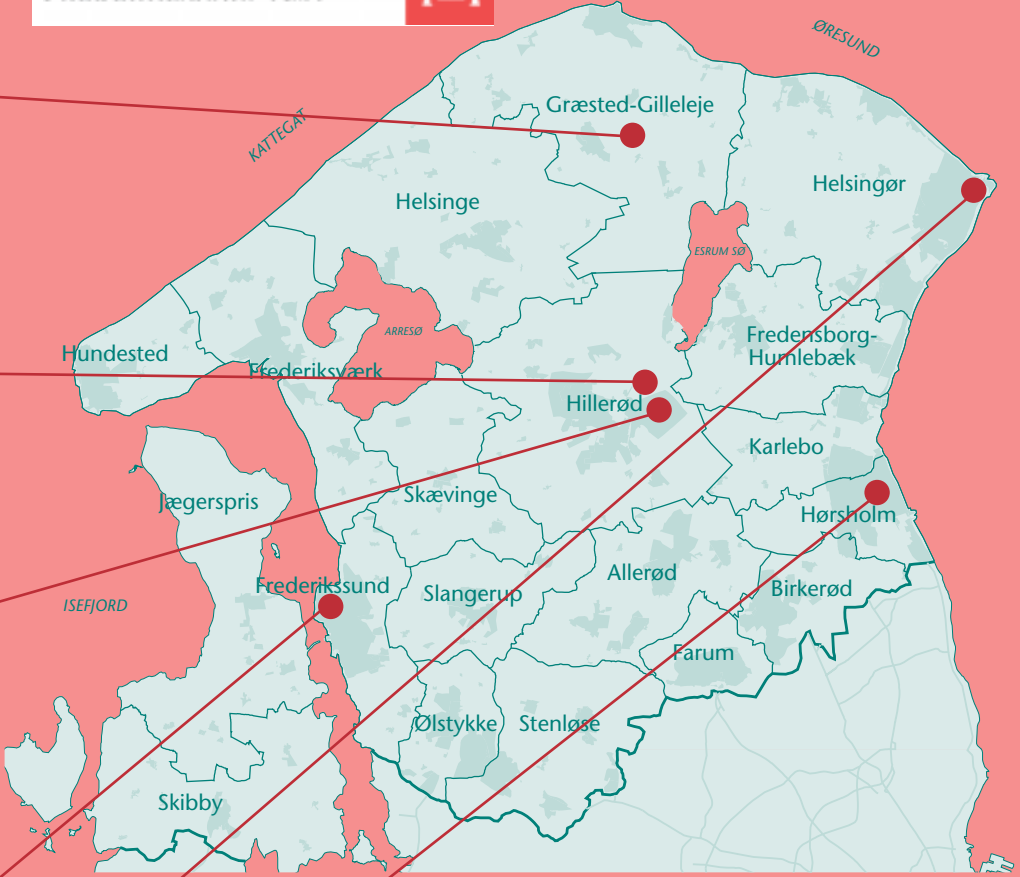 ØRESUND
KATTEGAT
Græsted-Gilleleje
Helsingør
Helsinge
ESRUM SØ
ARRESØ
Fredensborg-
Humlebæk
Hundested
Frederiksværk
Hillerød
Karlebo
Skævinge
Jægerspris
Hørsholm
Allerød
Frederikssund
Slangerup
Birkerød
ISEFJORD
Farum
Ølstykke
Stenløse
Skibby